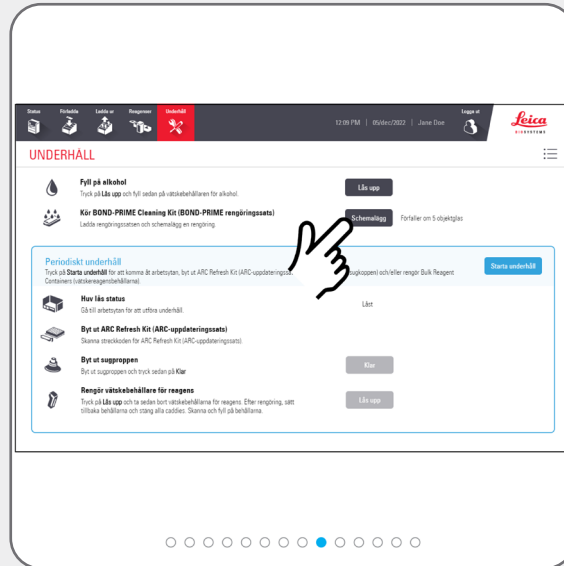 Status Förladda Ladda ur Reagenser Underhåll 12:09 PM | 05/dec/2022 | Jane Doe Logga ut Leica
BIOSYSTEMS
UNDERHÅLL
Fyll på alkohol
Tryck på Lås upp och fyll sedan på vätskebehållaren för alkohol.
Lås upp
Kör BOND-PRIME Cleaning Kit (BOND-PRIME rengöringssats)
Ladda rengöringssatsen och schemalägg en rengöring.
Schemalägg Förfaller om 5 objektglas
Periodiskt underhåll
Tryck på Starta underhåll för att komma åt arbetsytan, byt ut ARC Refresh Kit (ARC-uppdateringssats), sugkoppen) och/eller rengör Bulk Reagent
Containers (vätskereagensbehållarna).
Starta underhåll
Huv lås status
Gå till arbetsytan för att utföra underhåll.
Låst
Byt ut ARC Refresh Kit (ARC-uppdateringssats)
Skanna streckkoden för ARC Refresh Kit (ARC-uppdateringssats).
Byt ut sugproppen
Byt ut sugproppen och tryck sedan på Klar
Klar
Rengör vätskebehållare för reagens
Tryck på Lås upp och ta sedan bort vätskebehållarna för reagens. Efter rengöring, sätt
tillbaka behållarna och stäng alla caddies. Skanna och fyll på behållarna.
Lås upp